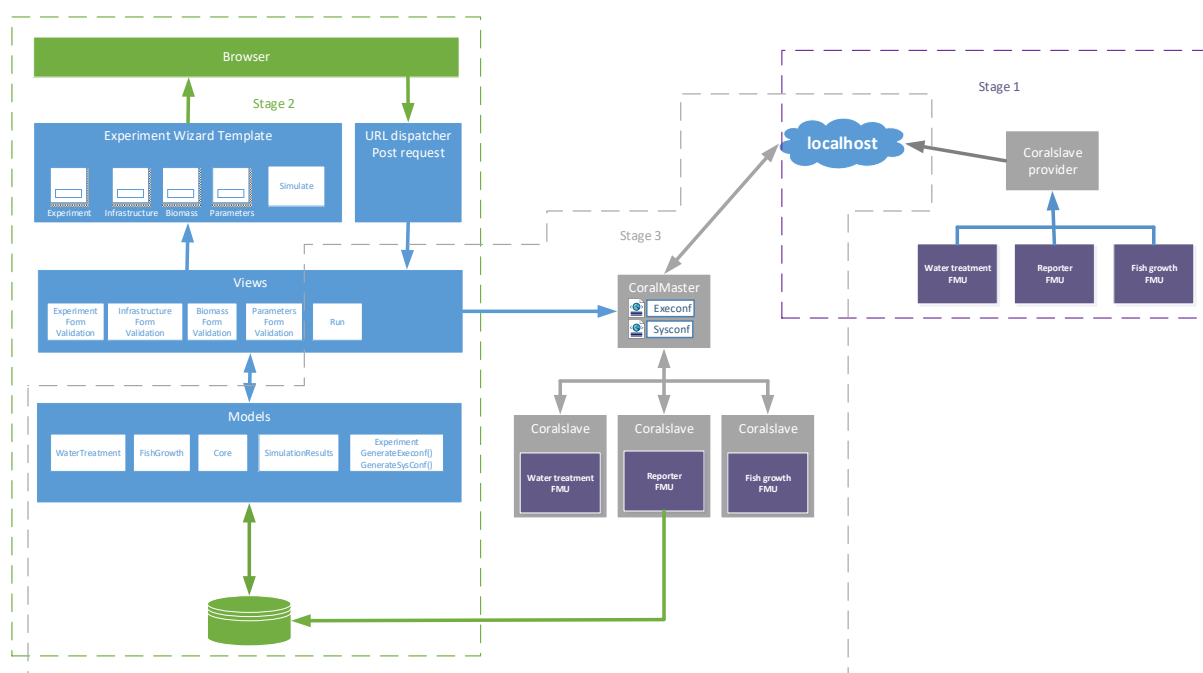 Browser
Stage 2
Experiment Wizard Template
Experiment
Infrastructure
Biomass
Parameters
Simulate
URL dispatcher
Post request
Views
Experiment
Form
Validation
Infrastructure
Form
Validation
Biomass
Form
Validation
Parameters
Form
Validation
Run
Models
WaterTreatment
FishGrowth
Core
SimulationResults
Experiment
GenerateExeconf()
GenerateSysConf()
Stage 3
CoralMaster
Execonf
Sysconf
Coralslave
Water treatment
FMU
Coralslave
Reporter
FMU
Coralslave
Fish growth
FMU
Stage 1
localhost
Coralslave
provider
Water treatment
FMU
Reporter
FMU
Fish growth
FMU